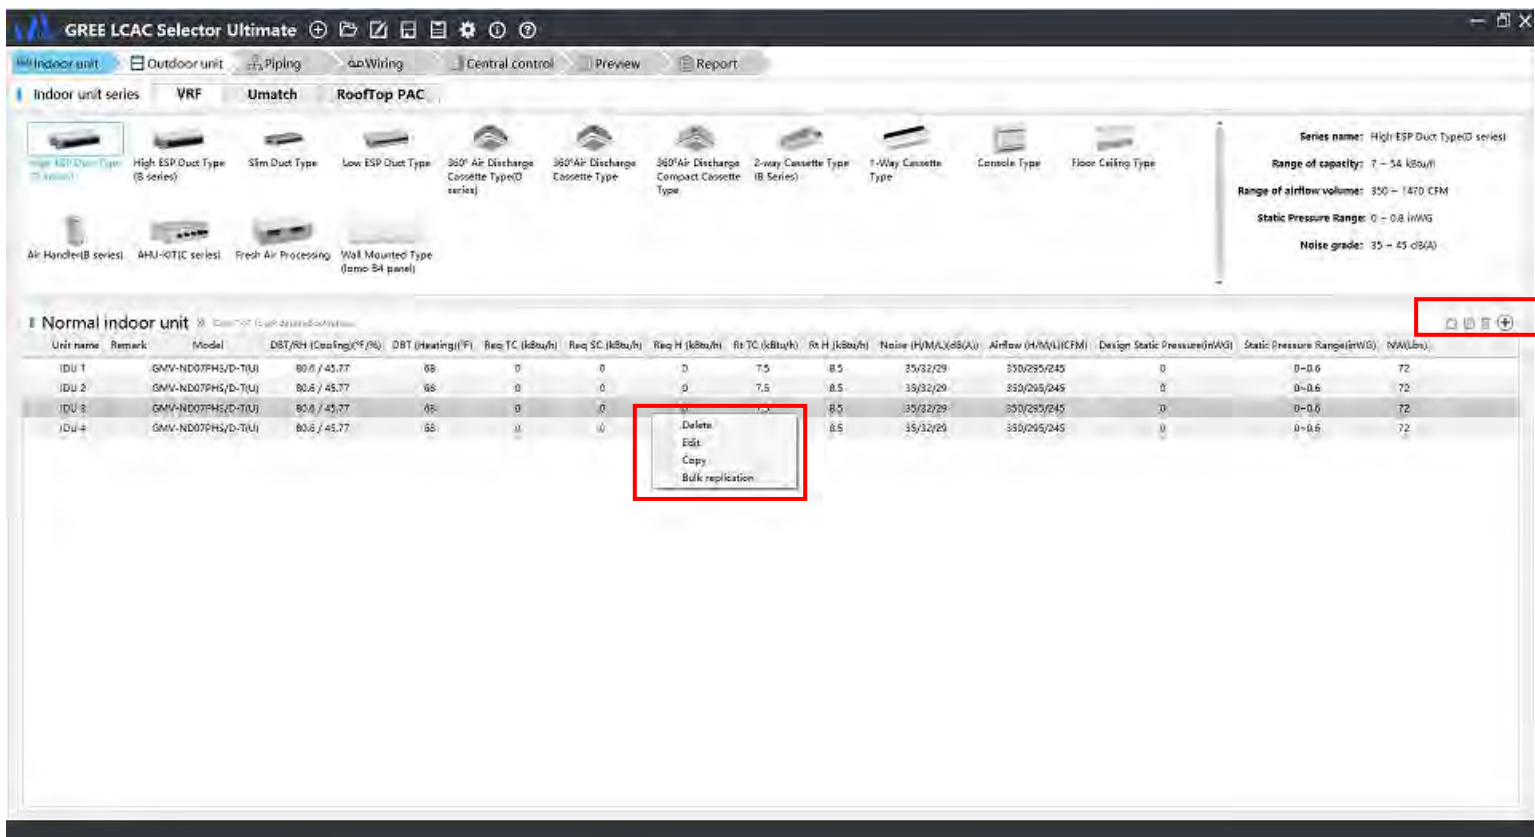 GREE LCAC Selector Ultimate
Indoor unit Outdoor unit Piping Wiring Central control Preview Report
Indoor unit series VRF Umatch RoofTop PAC
High ESP Duct Type (D series)
High ESP Duct Type (B series)
Slim Duct Type
Low ESP Duct Type
360° Air Discharge Cassette Type(D series)
360°Air Discharge Cassette Type
360°Air Discharge Compact Cassette Type
2-way Cassette Type (B Series)
1-Way Cassette Type
Console Type
Floor Ceiling Type
Air Handler(B series)
AHU-KIT(C series)
Fresh Air Processing
Wall Mounted Type (lomo B4 panel)
Series name: High ESP Duct Type(D series)
Range of capacity: 7 ~ 54 kBtu/h
Range of airflow volume: 350 ~ 1470 CFM
Static Pressure Range: 0 ~ 0.8 inWG
Noise grade: 35 ~ 45 dB(A)
Normal indoor unit
Unit name Remark Model DBT/RH (Cooling)(°F/%) DBT (Heating)(°F) Req TC (kBtu/h) Req SC (kBtu/h) Req H (kBtu/h) Rt TC (kBtu/h) Rt H (kBtu/h) Noise (H/M/L)(dB(A)) Airflow (H/M/L)(CFM) Design Static Pressure(inWG) Static Pressure Range(inWG) NW(Lbs)
IDU 1 GMV-ND07PHS/D-T(U) 80.6 / 45.77 68 0 0 0 7.5 8.5 35/32/29 350/295/245 0 0~0.6 72
IDU 2 GMV-ND07PHS/D-T(U) 80.6 / 45.77 68 0 0 0 7.5 8.5 35/32/29 350/295/245 0 0~0.6 72
IDU 3 GMV-ND07PHS/D-T(U) 80.6 / 45.77 68 0 0 0 7.5 8.5 35/32/29 350/295/245 0 0~0.6 72
IDU 4 GMV-ND07PHS/D-T(U) 80.6 / 45.77 68 0 0 8.5 35/32/29 350/295/245 0 0~0.6 72
Delete
Edit
Copy
Bulk replication